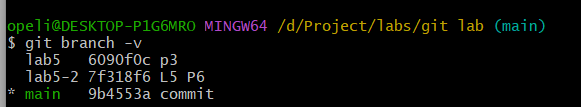 opeli@DESKTOP-P1G6MRO MINGW64 /d/Project/labs/git lab (main)
$ git branch -v
  lab5   6090f0c p3
  lab5-2 7f318f6 L5 P6
* main   9b4553a commit